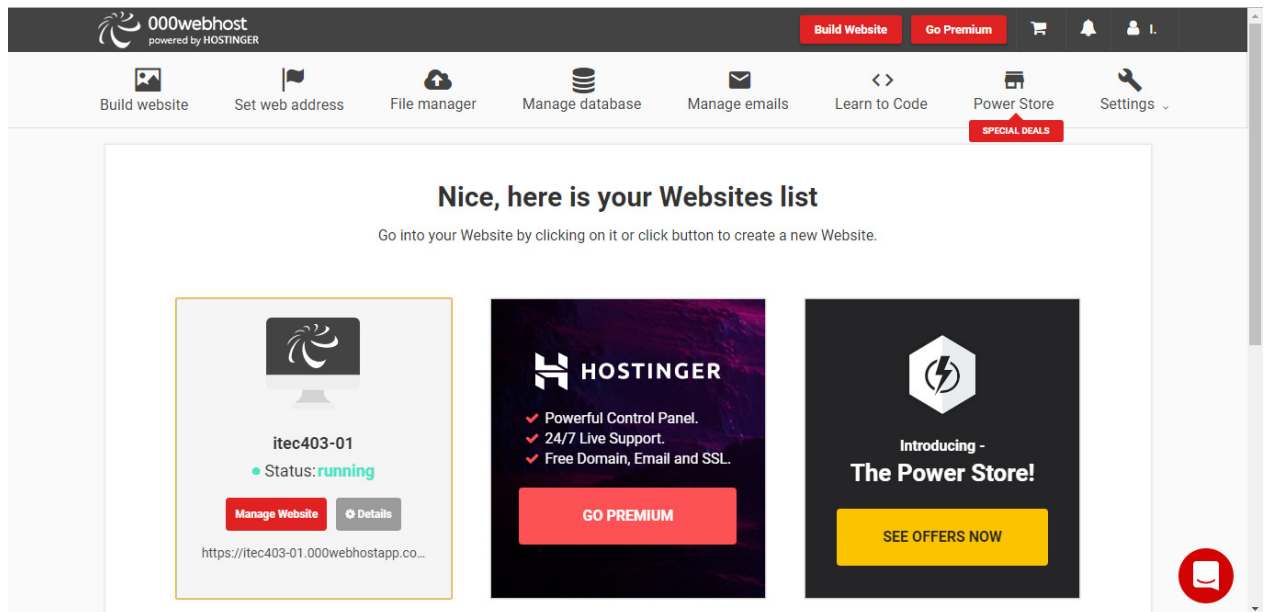 000webhost
powered by HOSTINGER
Build Website
Go Premium
I.
Build website
Set web address
File manager
Manage database
Manage emails
Learn to Code
Power Store
Settings
SPECIAL DEALS
Nice, here is your Websites list
Go into your Website by clicking on it or click button to create a new Website.
itec403-01
Status:running
Manage Website
Details
https://itec403-01.000webhostapp.co...
HOSTINGER
Powerful Control Panel.
24/7 Live Support.
Free Domain, Email and SSL.
GO PREMIUM
Introducing -
The Power Store!
SEE OFFERS NOW